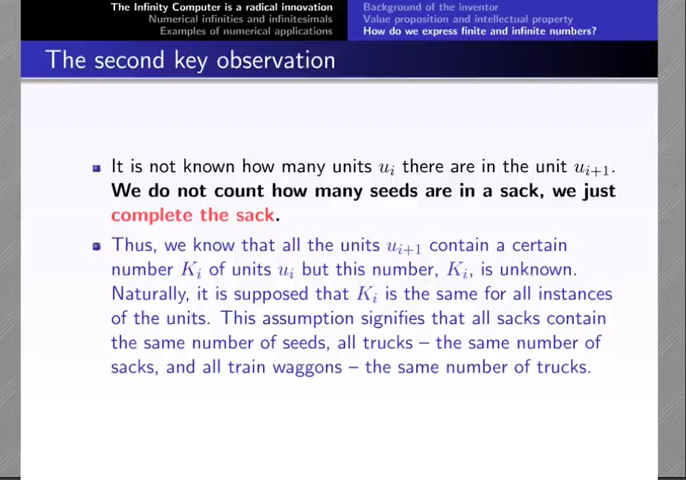 The Infinity Computer is a radical innovation
Numerical infinities and infinitesimals
Examples of numerical applications
Background of the inventor
Value proposition and intellectual property
How do we express finite and infinite numbers?
The second key observation
It is not known how many units u_i there are in the unit u_{i+1}.
We do not count how many seeds are in a sack, we just
complete the sack.
Thus, we know that all the units u_{i+1} contain a certain
number K_i of units u_i but this number, K_i, is unknown.
Naturally, it is supposed that K_i is the same for all instances
of the units. This assumption signifies that all sacks contain
the same number of seeds, all trucks – the same number of
sacks, and all train waggons – the same number of trucks.